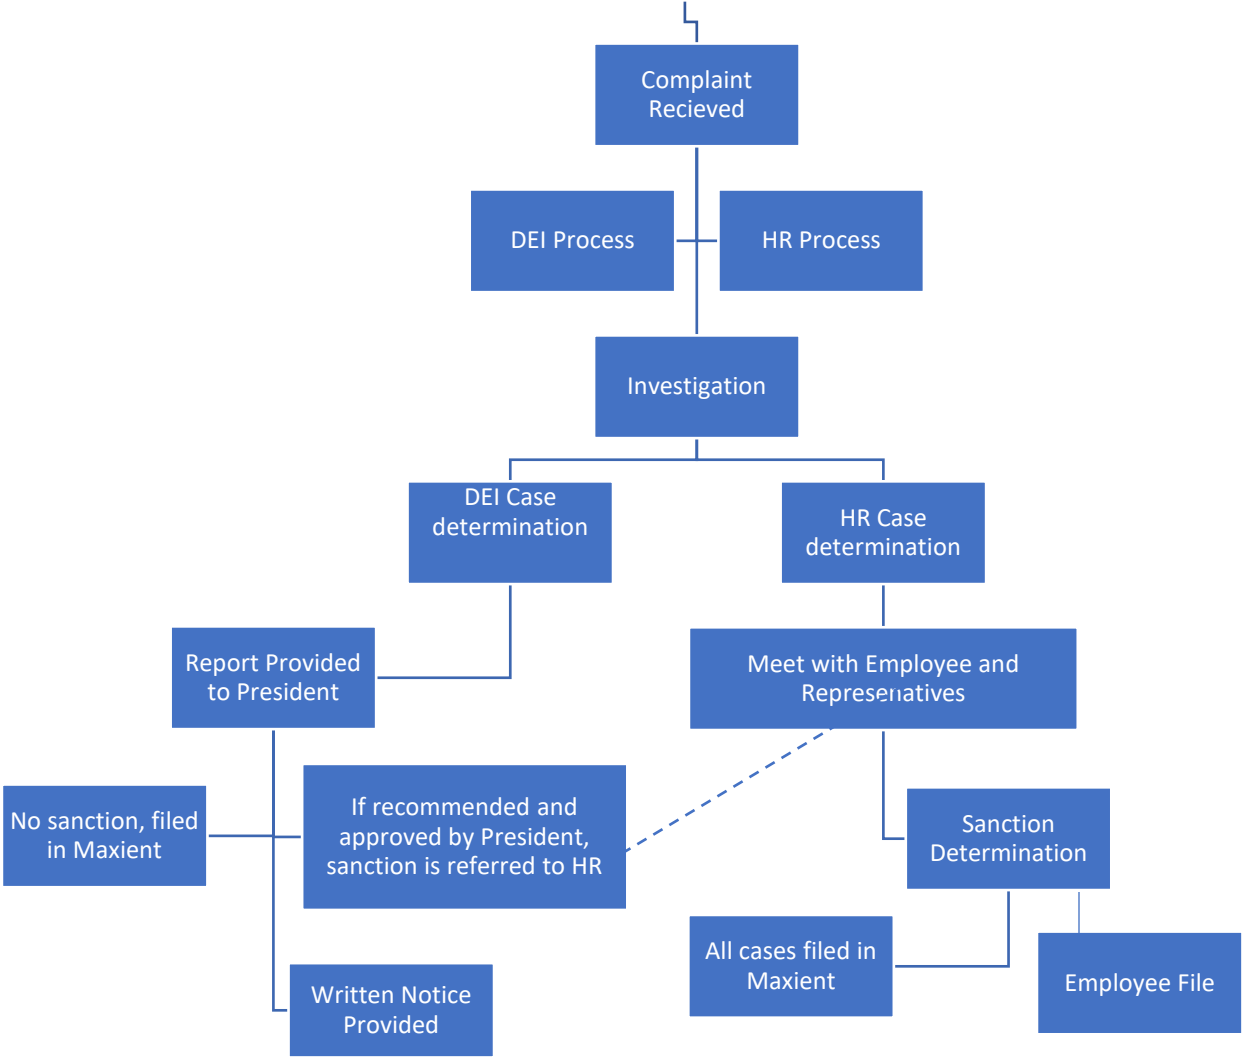 Complaint
Recieved
DEI Process
HR Process
Investigation
DEI Case
determination
HR Case
determination
Report Provided
to President
Meet with Employee and
Represenatives
No sanction, filed
in Maxient
If recommended and
approved by President,
sanction is referred to HR
Sanction
Determination
Written Notice
Provided
All cases filed in
Maxient
Employee File